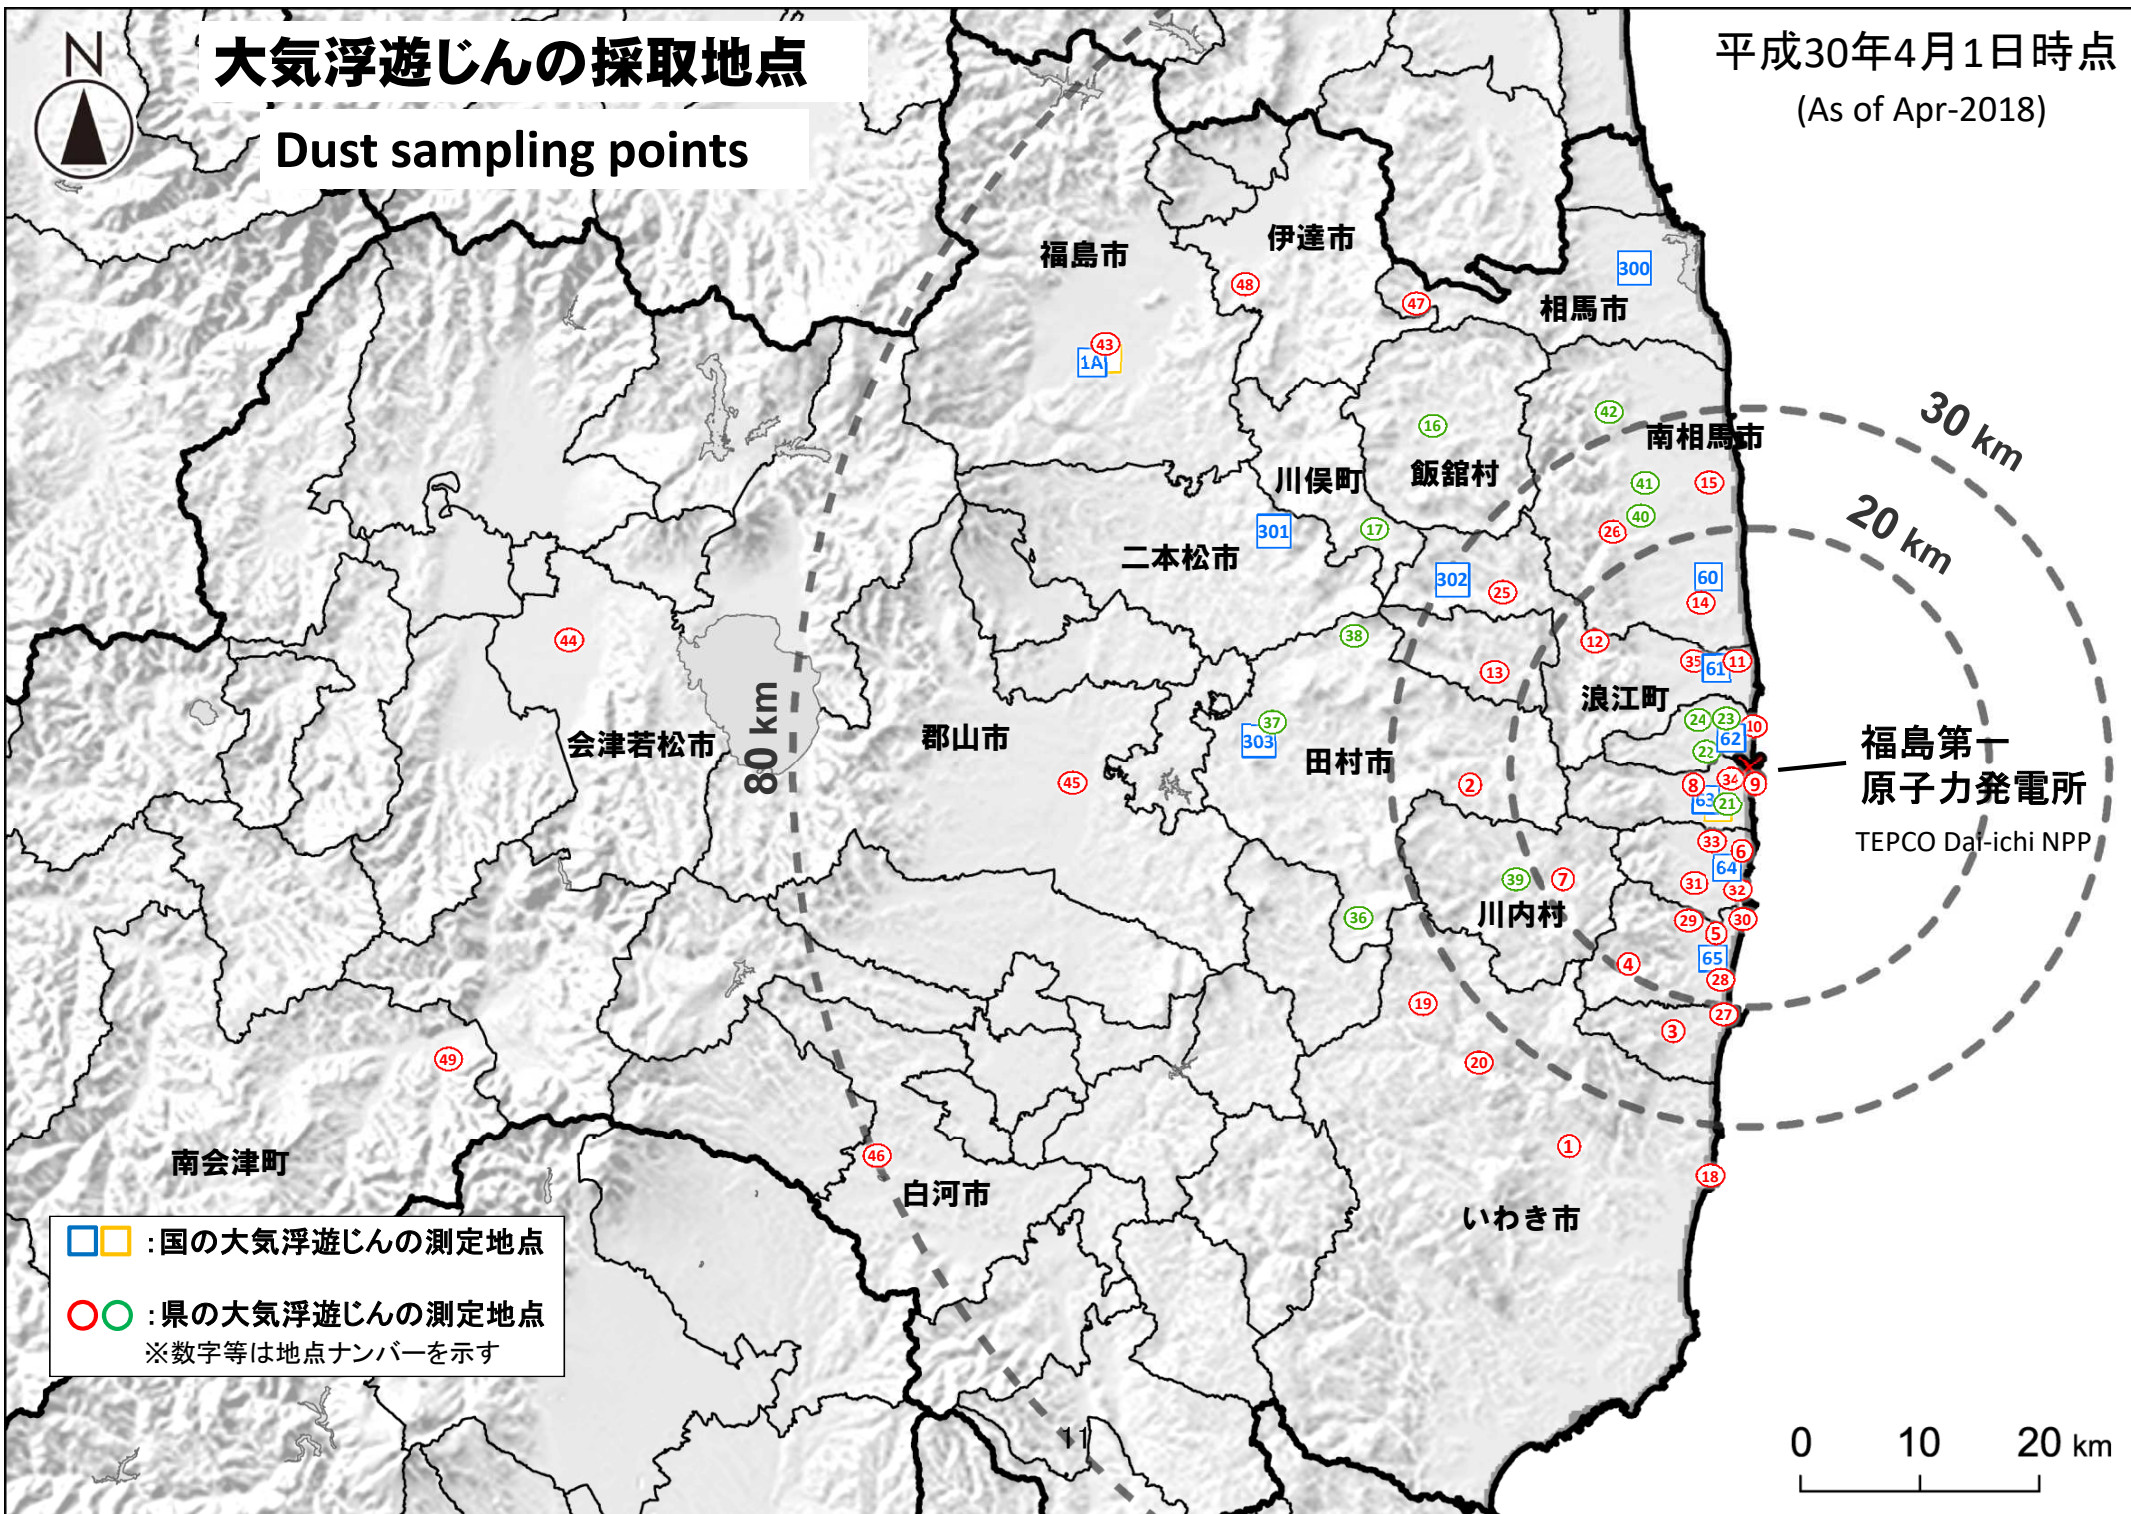 N
大気浮遊じんの採取地点
Dust sampling points
平成30年4月1日時点
(As of Apr-2018)
伊達市
福島市
300
48
47
相馬市
43
1A
30 km
42
16
南相馬市
川俣町
飯舘村
41
15
20 km
40
301
17
26
二本松市
302
60
25
14
44
38
12
35
61
11
13
80 km
浪江町
24
23
10
37
62
303
会津若松市
郡山市
22
田村市
福島第一
原子力発電所
TEPCO Dai-ichi NPP
45
2
8
34
9
63
21
33
6
64
39
7
31
32
川内村
36
29
30
5
65
4
28
19
27
3
49
20
1
46
南会津町
18
白河市
いわき市
:国の大気浮遊じんの測定地点
:県の大気浮遊じんの測定地点
※数字等は地点ナンバーを示す
11
0 10 20 km